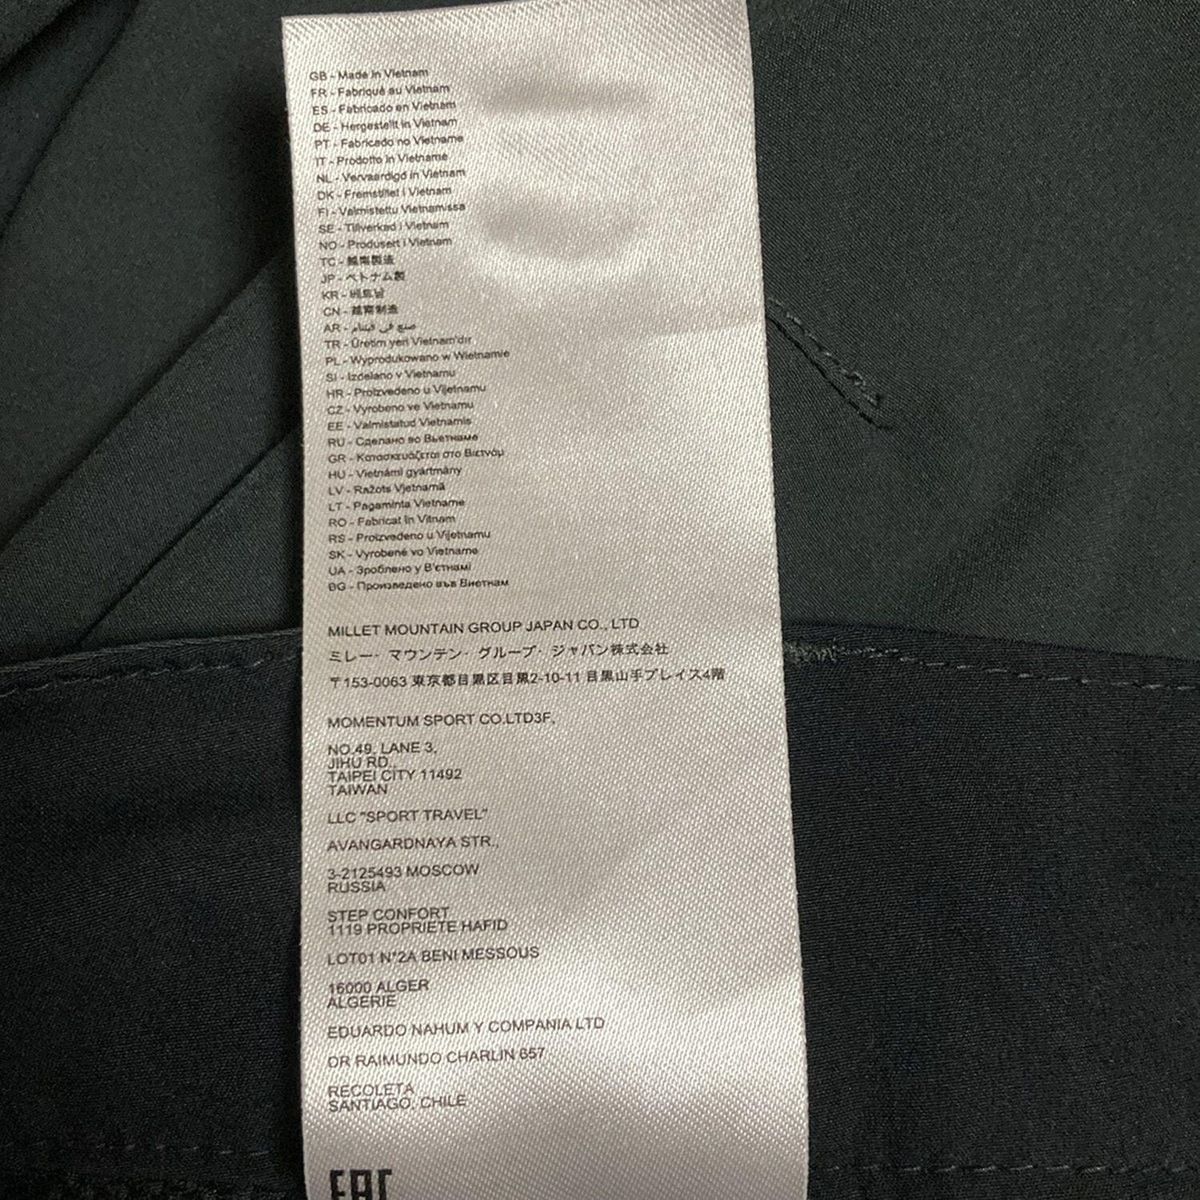 GB - Made in Vietnam
FR - Fabriqué au Vietnam
ES - Fabricado en Vietnam
DE - Hergestellt in Vietnam
PT - Fabricado no Vietname
IT - Prodotto in Vietname
NL - Vervaardigd in Vietnam
DK - Fremstillet i Vietnam
FI - Valmistettu Vietnamissa
SE - Tillverkad i Vietnam
NO - Produsert i Vietnam
TC - 越南製造
JP - ベトナム製
KR - 베트남
CN - 越南制造
AR - صنع في فيتنام
TR - Üretim yeri Vietnam'dır
PL - Wyprodukowano w Wietnamie
SI - Izdelano v Vietnamu
HR - Proizvedeno u Vijetnamu
CZ - Vyrobeno ve Vietnamu
EE - Valmistatud Vietnamis
RU - Сделано во Вьетнаме
GR - Κατασκευάζεται στο Βιετνάμ
HU - Vietnámi gyártmány
LV - Ražots Vjetnamā
LT - Pagaminta Vietname
RO - Fabricat în Vitnam
RS - Proizvedeno u Vijetnamu
SK - Vyrobené vo Vietname
UA - Зроблено у В'єтнамі
BG - Произведено във Виетнам
MILLET MOUNTAIN GROUP JAPAN CO., LTD
ミレー・マウンテン・グループ・ジャパン株式会社
〒153-0063 東京都目黒区目黒2-10-11 目黒山手プレイス4階
MOMENTUM SPORT CO.LTD3F,
NO.49, LANE 3,
JIHU RD.,
TAIPEI CITY 11492
TAIWAN
LLC "SPORT TRAVEL"
AVANGARDNAYA STR.,
3-2125493 MOSCOW
RUSSIA
STEP CONFORT
1119 PROPRIETE HAFID
LOT01 N°2A BENI MESSOUS
16000 ALGER
ALGERIE
EDUARDO NAHUM Y COMPANIA LTD
DR RAIMUNDO CHARLIN 657
RECOLETA
SANTIAGO, CHILE
EAC